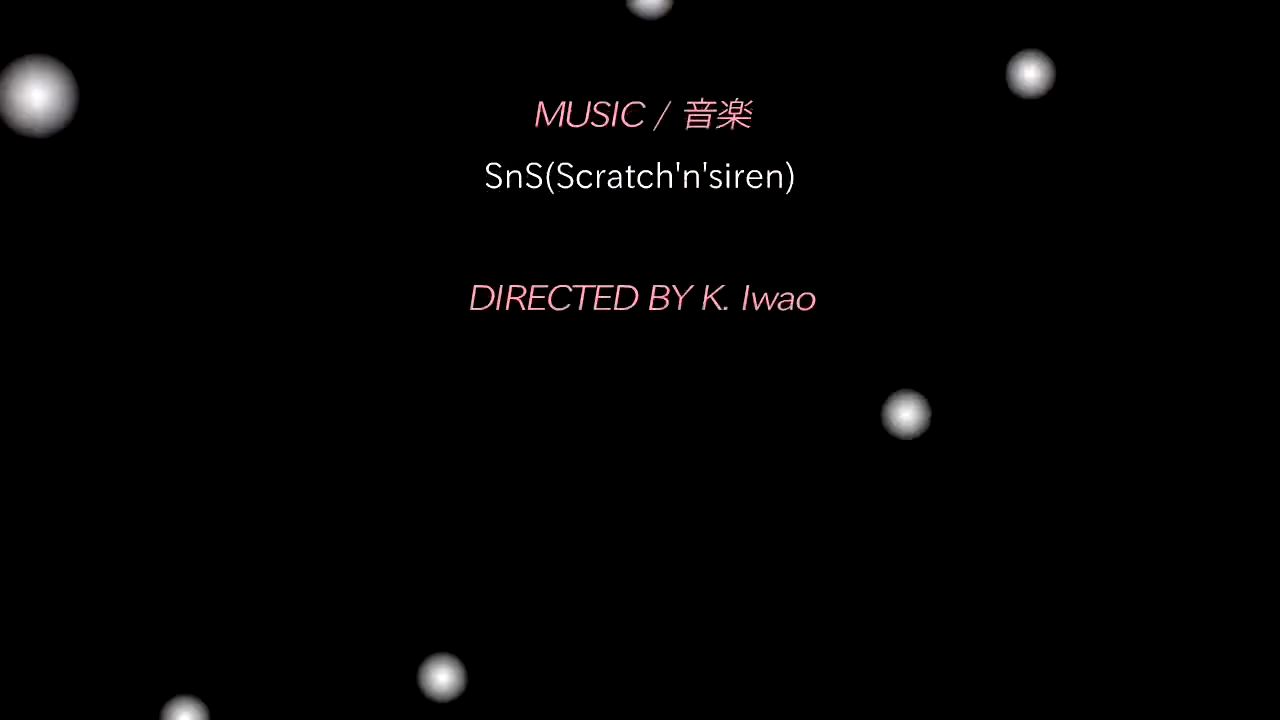 MUSIC / 音楽
SnS(Scratch'n'siren)
DIRECTED BY K. Iwao